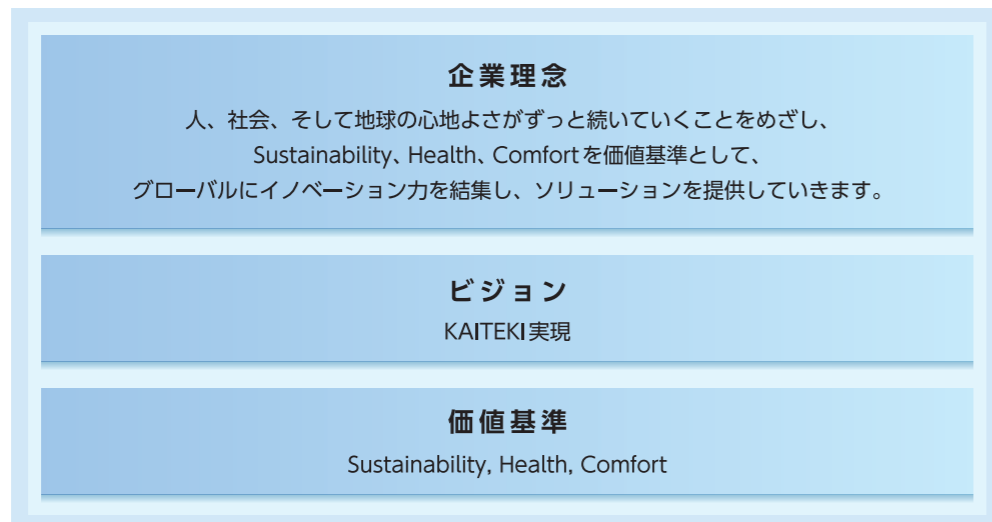 企業理念
人、社会、そして地球の心地よさがずっと続いていくことをめざし、
Sustainability、Health、Comfortを価値基準として、
グローバルにイノベーション力を結集し、ソリューションを提供していきます。
ビジョン
KAITEKI実現
価値基準
Sustainability, Health, Comfort